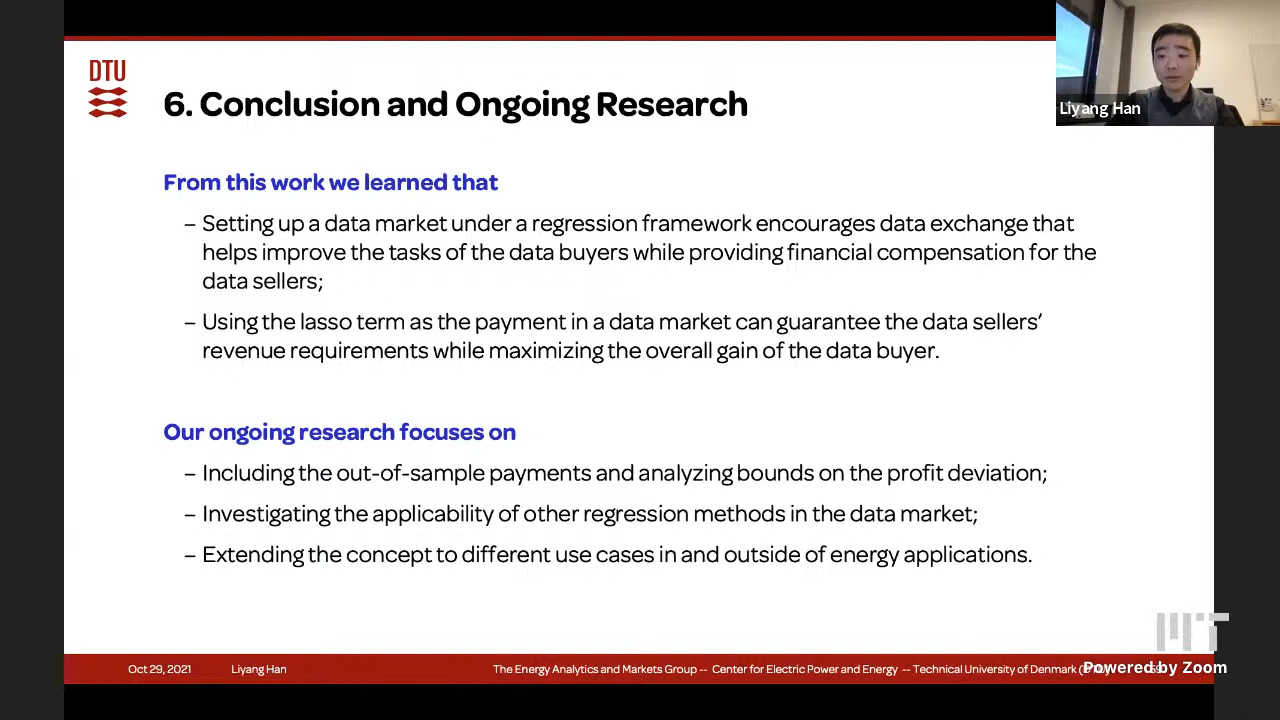 DTU
6. Conclusion and Ongoing Research
Liyang Han
From this work we learned that
– Setting up a data market under a regression framework encourages data exchange that
helps improve the tasks of the data buyers while providing financial compensation for the
data sellers;
– Using the lasso term as the payment in a data market can guarantee the data sellers’
revenue requirements while maximizing the overall gain of the data buyer.
Our ongoing research focuses on
– Including the out-of-sample payments and analyzing bounds on the profit deviation;
– Investigating the applicability of other regression methods in the data market;
– Extending the concept to different use cases in and outside of energy applications.
MIT
Oct 29, 2021 Liyang Han The Energy Analytics and Markets Group -- Center for Electric Power and Energy -- Technical University of Denmark
Powered by Zoom